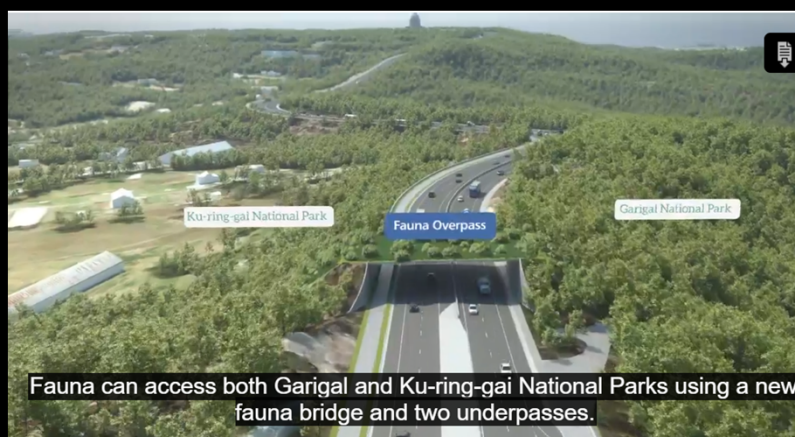 Ku-ring-gai National Park
Fauna Overpass
Garigal National Park
Fauna can access both Garigal and Ku-ring-gai National Parks using a new
fauna bridge and two underpasses.